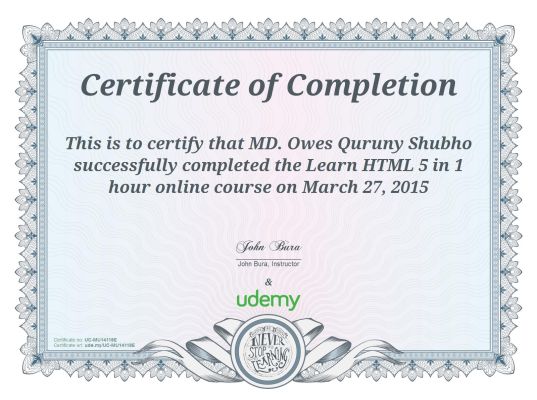 Certificate of Completion
This is to certify that MD. Owes Quruny Shubho
successfully completed the Learn HTML 5 in 1
hour online course on March 27, 2015
John Bura
John Bura, Instructor
&
udemy
Certificate no: UC-MU14119E
Certificate url: ude.my/UC-MU14119E
NEVER
STOP
LEARNING